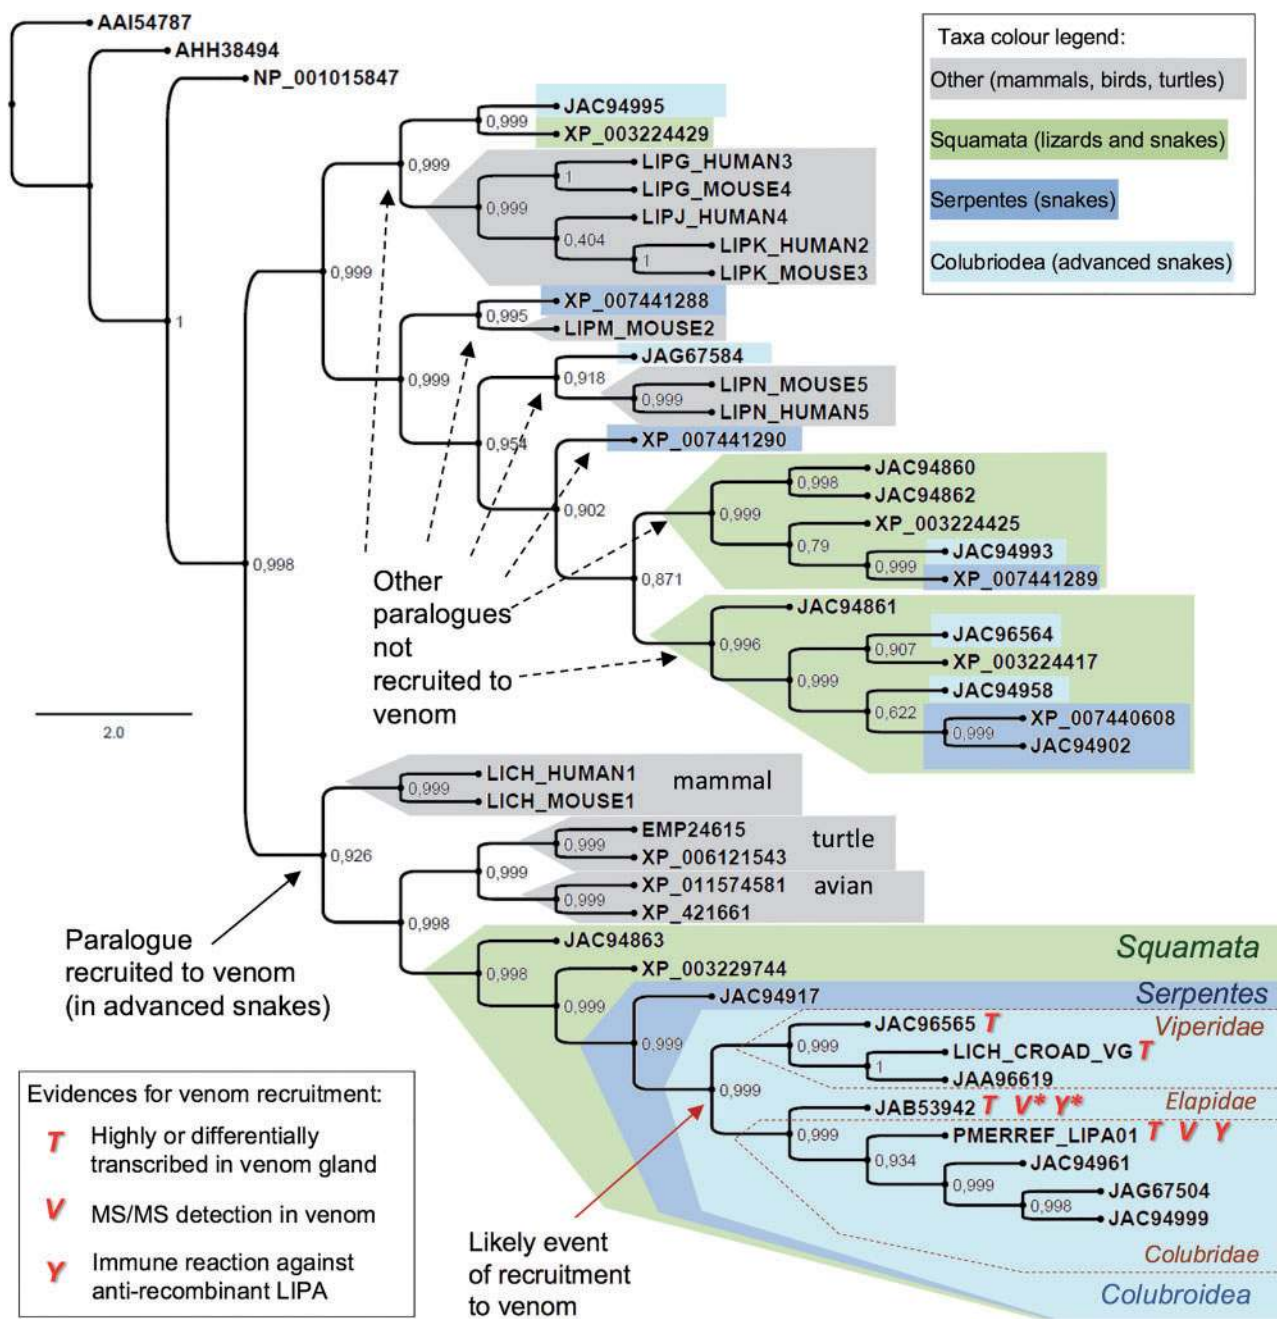 AAI54787
AHH38494
NP_001015847
Taxa colour legend:
Other (mammals, birds, turtles)
Squamata (lizards and snakes)
Serpentes (snakes)
Colubriodea (advanced snakes)
JAC94995
0,999
XP_003224429
0,999
LIPG_HUMAN3
1
LIPG_MOUSE4
0,999
LIPJ_HUMAN4
0,404
LIPK_HUMAN2
1
LIPK_MOUSE3
0,999
XP_007441288
0,995
LIPM_MOUSE2
1
JAG67584
0,999
0,918
LIPN_MOUSE5
0,999
LIPN_HUMAN5
0,954
XP_007441290
JAC94860
0,998
JAC94862
0,902
0,999
XP_003224425
0,79
JAC94993
0,999
XP_007441289
0,998
0,871
Other
paralogues
not
recruited to
venom
JAC94861
0,996
JAC96564
0,907
XP_003224417
0,999
JAC94958
0,622
XP_007440608
0,999
JAC94902
2.0
LICH_HUMAN1
0,999
mammal
LICH_MOUSE1
EMP24615
0,999
turtle
XP_006121543
0,926
0,999
XP_011574581
avian
0,999
XP_421661
0,998
Paralogue
recruited to venom
(in advanced snakes)
JAC94863
Squamata
0,998
XP_003229744
0,999
JAC94917
Serpentes
0,999
JAC96565 T
Viperidae
0,999
LICH_CROAD_VG T
1
JAA96619
0,999
JAB53942 T V* Y*
Elapidae
0,999
PMERREF_LIPA01 T V Y
0,934
JAC94961
0,999
JAG67504
0,998
JAC94999
Colubridae
Colubroidea
Likely event
of recruitment
to venom
Evidences for venom recruitment:
T Highly or differentially
transcribed in venom gland
V MS/MS detection in venom
Y Immune reaction against
anti-recombinant LIPA